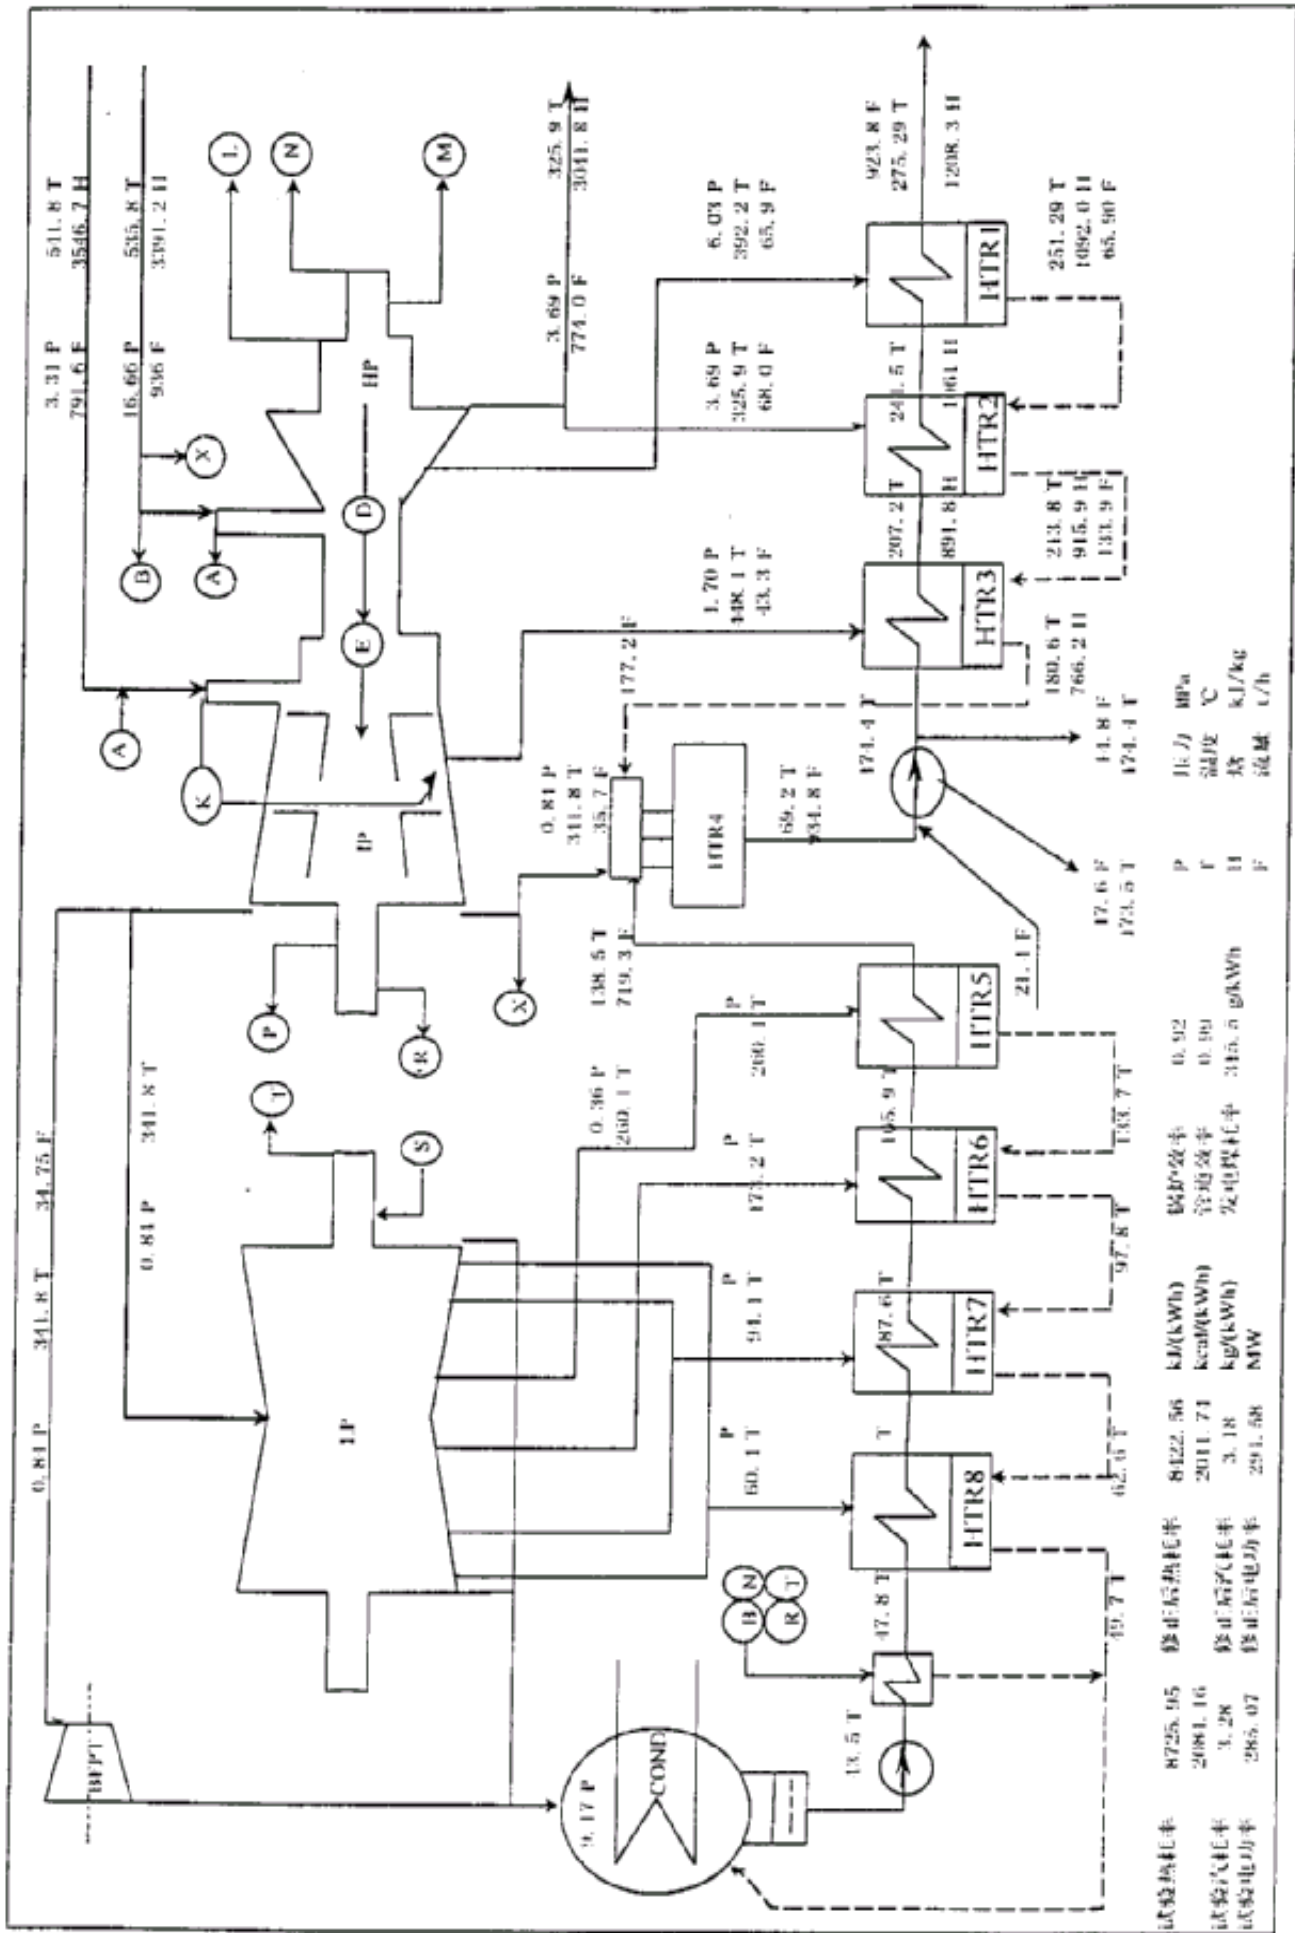 3.31 P 511.8 T
791.6 F 3546.7 H
16.66 P 535.8 T
936 F 3391.2 H
L
N
M
HP
X
B
A
D
E
A
K
IP
P
R
X
T
S
LP
BFPT
0.81 P 341.8 T 34.75 F
0.81 P 341.8 T
3.69 P 325.9 T
774.0 F 3041.8 H
6.03 P
392.2 T
65.9 F
3.69 P
325.9 T
68.0 F
1.70 P
448.1 T
43.3 F
177.2 F
0.81 P
341.8 T
35.7 F
138.5 T
719.3 F
0.36 P
260.1 T
P
260.1 T
P
173.2 T
P
94.1 T
P
60.1 T
9.17 P
COND
923.8 F
275.29 T
1208.3 H
HTR1
251.29 T
1092.0 H
65.90 F
1061 H
HTR2
207.2 T
891.8 H
213.8 T
915.9 H
133.9 F
HTR3
180.6 T
766.2 H
174.4 T
HTR4
69.2 T
934.8 F
174.4 T
17.6 F
173.5 T
21.4 F
HTR5
133.7 T
105.9 T
HTR6
97.8 T
87.6 T
HTR7
62.6 T
T
HTR8
49.7 T
47.8 T
B N
R T
P 压力 MPa
T 温度 ℃
H 焓 kJ/kg
F 流量 t/h
试验热耗率 8725.95 修正后热耗率 8422.56 kJ/(kWh) 锅炉效率 0.92
2084.16 2011.71 kcal/(kWh) 管道效率 0.99
试验汽耗率 3.28 修正后汽耗率 3.18 kg/(kWh) 发电煤耗率 315.5 g/kWh
试验电功率 285.07 修正后电功率 291.58 MW